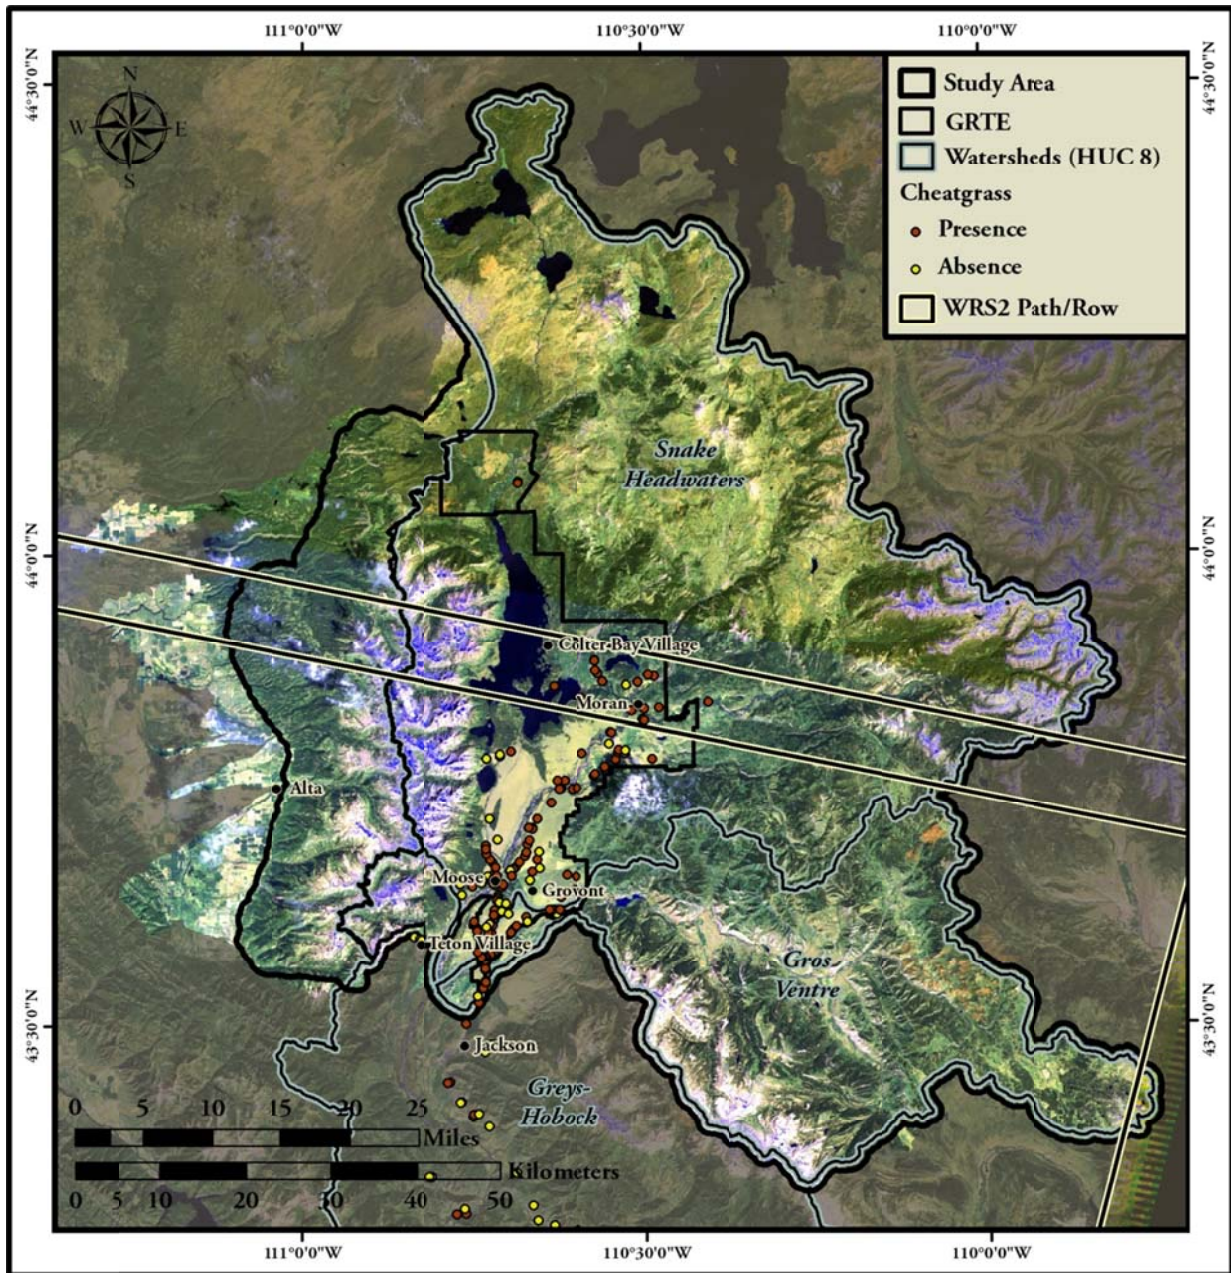 111°0'0"W 110°30'0"W 110°0'0"W
44°30'0"N
44°30'0"N
N
W E
S
Study Area
GRTE
Watersheds (HUC 8)
Cheatgrass
Presence
Absence
WRS2 Path/Row
Snake
Headwaters
44°0'0"N
44°0'0"N
Colter Bay Village
Moran
Alta
Moose
Grovont
Teton Village
Gros
Ventre
43°30'0"N
43°30'0"N
Jackson
Greys-
Hobock
0 5 10 15 20 25
Miles
Kilometers
0 5 10 20 30 40 50
111°0'0"W 110°30'0"W 110°0'0"W